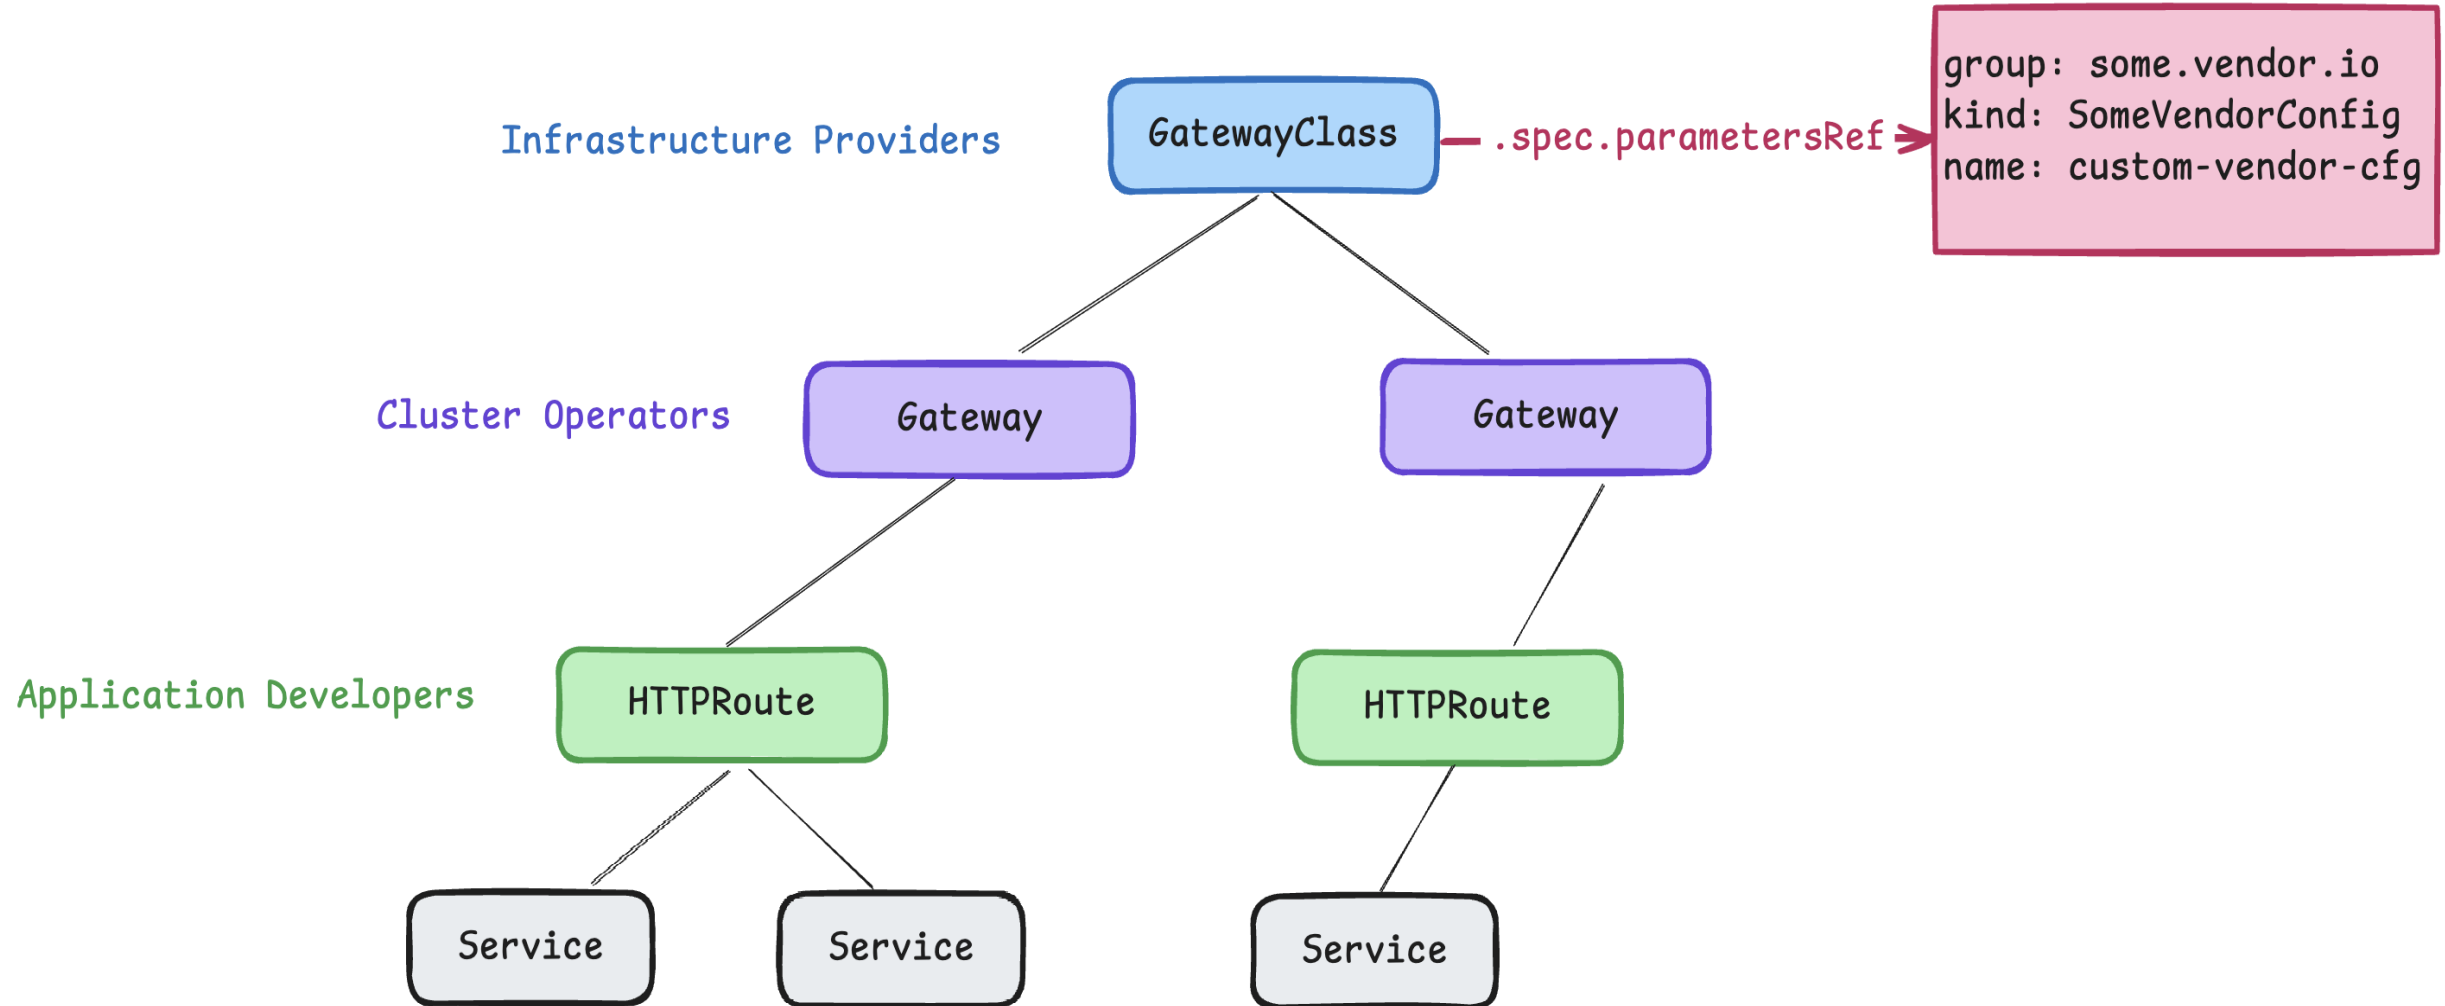 group: some.vendor.io
kind: SomeVendorConfig
name: custom-vendor-cfg
Infrastructure Providers
GatewayClass
.spec.parametersRef
Cluster Operators
Gateway
Gateway
Application Developers
HTTPRoute
HTTPRoute
Service
Service
Service